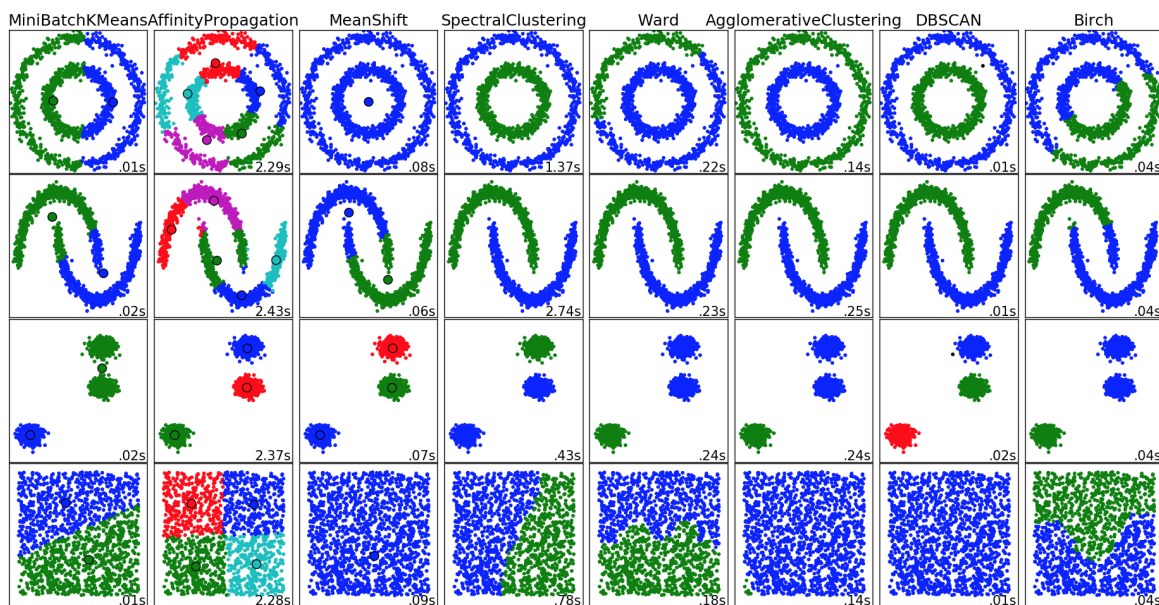 MiniBatchKMeans AffinityPropagation MeanShift SpectralClustering Ward AgglomerativeClustering DBSCAN Birch
.01s 2.29s .08s 1.37s .22s .14s .01s .04s
.02s 2.43s .06s 2.74s .23s .25s .01s .04s
.02s 2.37s .07s .43s .24s .24s .02s .04s
.01s 2.28s .09s .78s .18s .14s .01s .04s